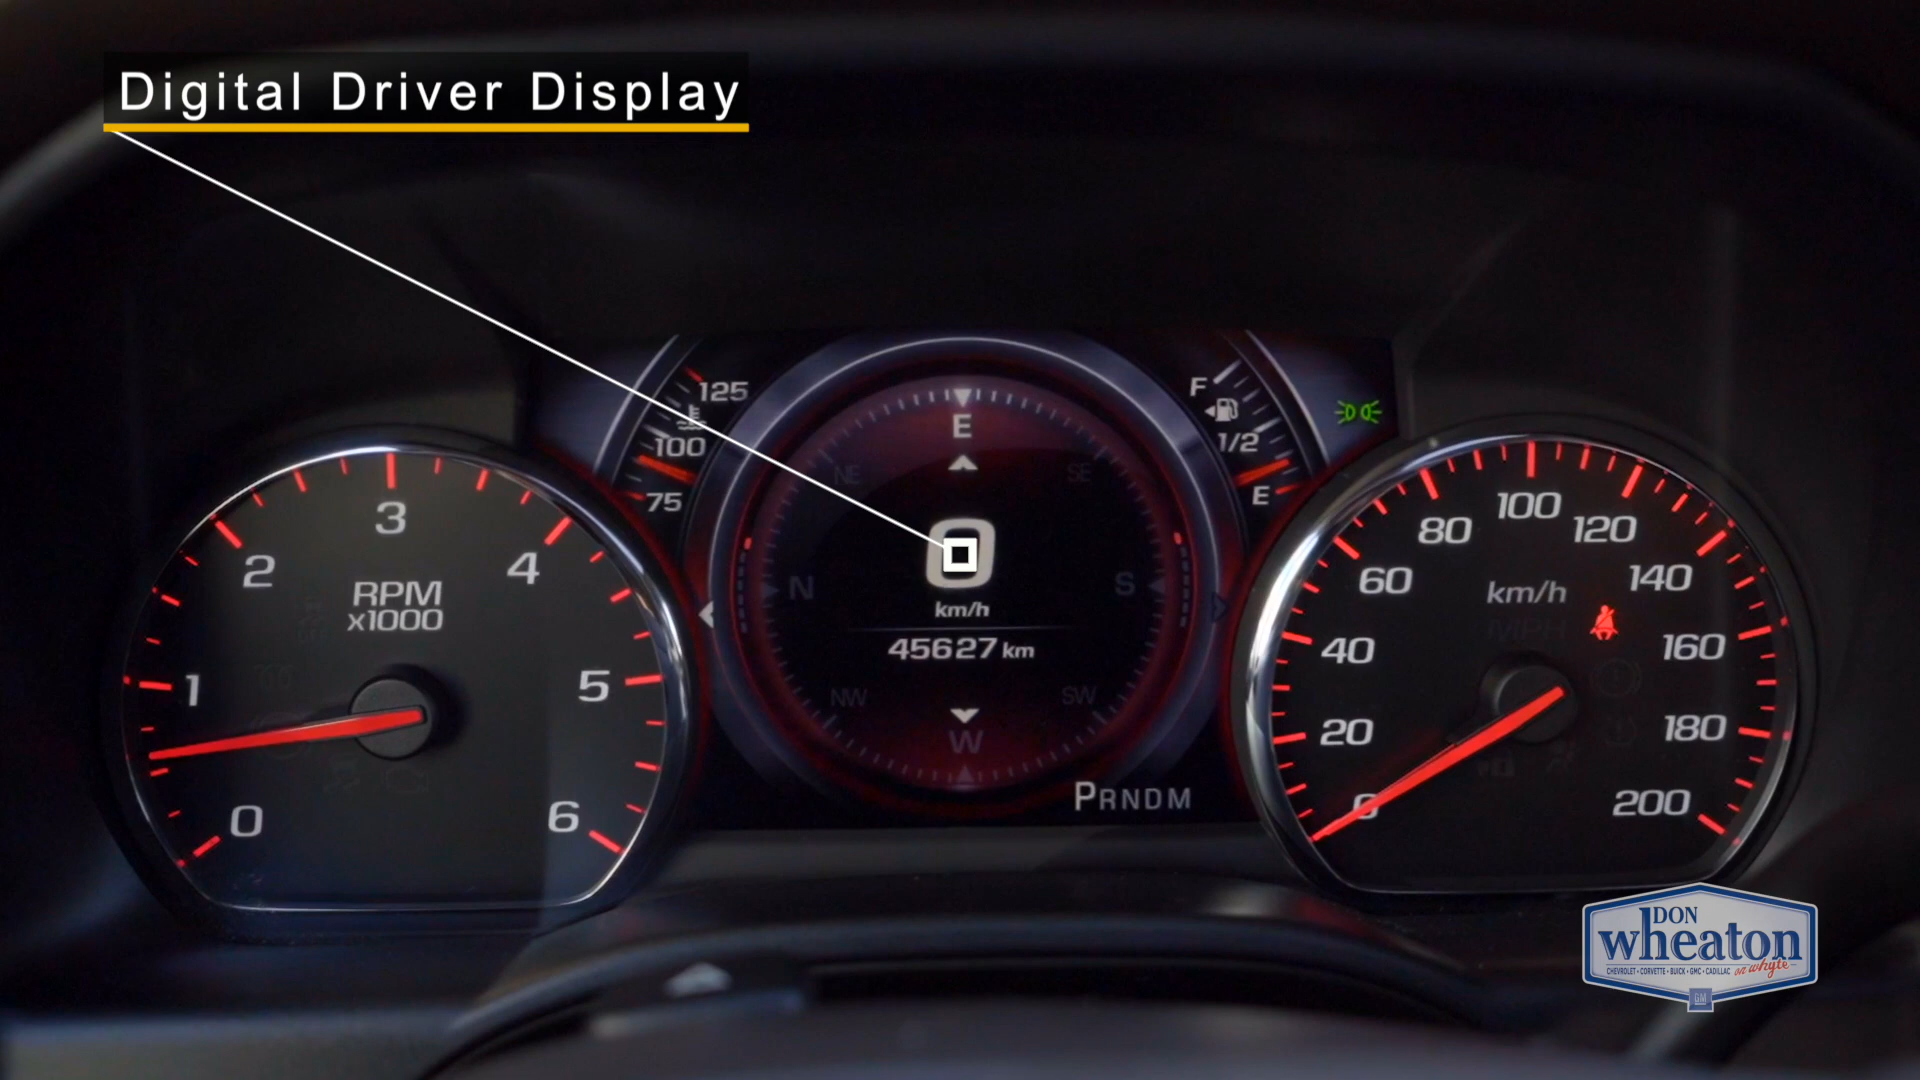 Digital Driver Display
125
100
75
F
1/2
E
E
NE
SE
N
S
0
km/h
45627 km
NW
SW
W
PRNDM
0
1
2
3
4
5
6
RPM
x1000
0
20
40
60
80
100
120
140
160
180
200
km/h
MPH
DON
wheaton
CHEVROLET • CORVETTE • BUICK • GMC • CADILLAC
on whyte
GM